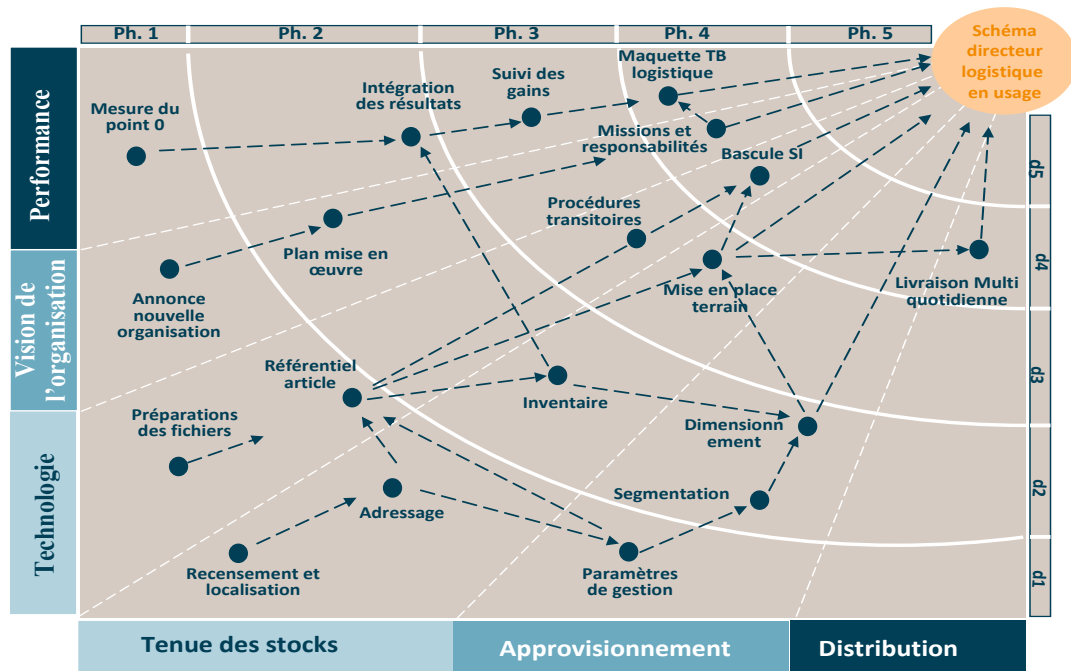 Ph. 1
Ph. 2
Ph. 3
Ph. 4
Ph. 5
Schéma
directeur
logistique
en usage
Performance
Vision de
l'organisation
Technologie
Mesure du
point 0
Intégration
des résultats
Suivi des
gains
Maquette TB
logistique
Missions et
responsabilités
Bascule SI
Procédures
transitoires
Plan mise en
œuvre
Annonce
nouvelle
organisation
Mise en place
terrain
Livraison Multi
quotidienne
Référentiel
article
Inventaire
Préparations
des fichiers
Dimensionn
ement
Segmentation
Adressage
Recensement et
localisation
Paramètres
de gestion
d5
d4
d3
d2
d1
Tenue des stocks
Approvisionnement
Distribution